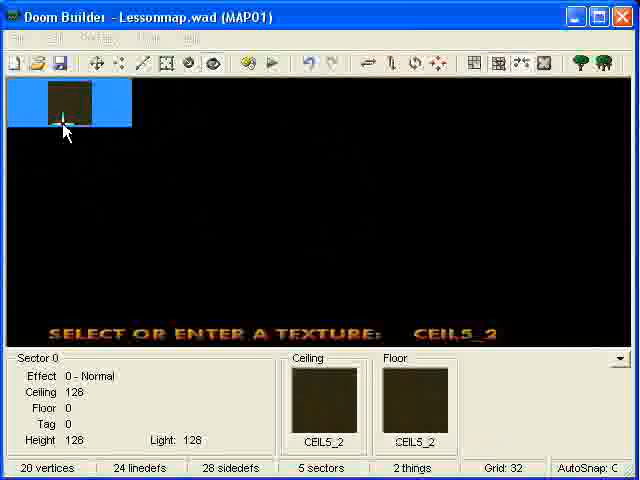 Doom Builder - Lessonmap.wad (MAP01)
SELECT OR ENTER A TEXTURE: CEIL5_2
Sector 0
Effect 0 - Normal
Ceiling 128
Floor 0
Tag 0
Height 128 Light: 128
Ceiling
CEIL5_2
Floor
CEIL5_2
20 vertices 24 linedefs 28 sidedefs 5 sectors 2 things Grid: 32 AutoSnap: